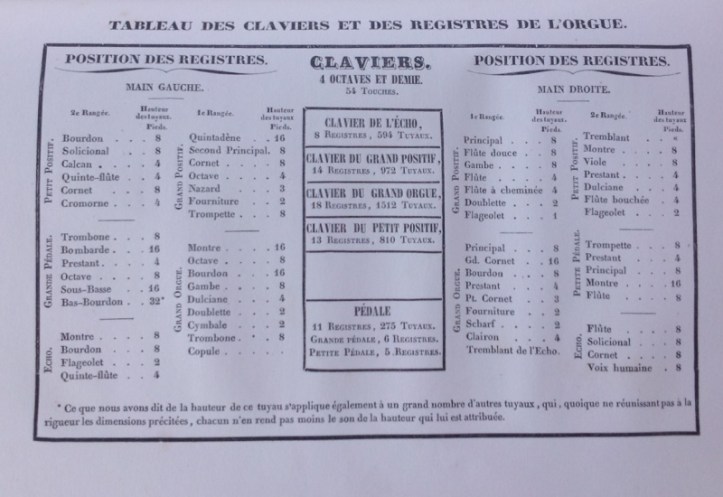 TABLEAU DES CLAVIERS ET DES REGISTRES DE L'ORGUE.
POSITION DES REGISTRES.
MAIN GAUCHE.
2e Rangée.
Hauteur
des tuyaux.
Pieds.
PETIT POSITIF.
Bourdon . . . . 8
Solicional . . . 8
Calcan . . . . 4
Quinte-flûte . . 4
Cornet . . . . 8
Cromorne . . . 4
GRANDE PÉDALE.
Trombone . . . 8
Bombarde . . . 16
Prestant . . . . 4
Octave . . . . 8
Sous-Basse . . 16
Bas-Bourdon . . 32*
ECHO.
Montre . . . . 8
Bourdon . . . . 8
Flageolet . . . 2
Quinte-flûte . . 4
1e Rangée.
Hauteur
des tuyaux.
Pieds.
GRAND POSITIF.
Quintadène . . 16
Second Principal. 8
Cornet . . . . 8
Octave . . . . 4
Nazard . . . . 3
Fourniture . . . 2
Trompette . . . 8
GRAND ORGUE.
Montre . . . . 16
Octave . . . . 8
Bourdon . . . . 16
Gambe . . . . 8
Dulciane . . . 4
Doublette . . . 2
Cymbale . . . . 2
Trombone . . . 8
Copule . . . . .
CLAVIERS.
4 OCTAVES ET DEMIE.
54 TOUCHES.
CLAVIER DE L'ÉCHO,
8 REGISTRES, 594 TUYAUX.
CLAVIER DU GRAND POSITIF,
14 REGISTRES, 972 TUYAUX.
CLAVIER DU GRAND ORGUE,
18 REGISTRES, 1512 TUYAUX.
CLAVIER DU PETIT POSITIF,
13 REGISTRES, 810 TUYAUX.
PÉDALE
11 REGISTRES, 275 TUYAUX.
GRANDE PÉDALE, 6 REGISTRES.
PETITE PÉDALE, 5 REGISTRES.
POSITION DES REGISTRES.
MAIN DROITE.
1e Rangée.
Hauteur
des tuyaux.
Pieds.
GRAND POSITIF.
Principal . . . 8
Flûte douce . . 8
Gambe . . . . 8
Flûte . . . . . 4
Flûte à cheminée 4
Doublette . . . 2
Flageolet . . . 1
GRAND ORGUE.
Principal . . . 8
Gd. Cornet . . 16
Bourdon . . . . 8
Prestant . . . . 4
Pt. Cornet . . . 3
Fourniture . . . 2
Scharf . . . . 2
Clairon . . . . 4
Tremblant de l'Echo.
2e Rangée.
Hauteur
des tuyaux.
Pieds.
PETIT POSITIF.
Tremblant . .
Montre . . . . 8
Viole . . . . . 8
Prestant . . . . 4
Dulciane . . . 4
Flûte bouchée . 4
Flageolet . . . 2
PETITE PÉDALE.
Trompette . . . 8
Prestant . . . . 4
Principal . . . 8
Montre . . . . 16
Flûte . . . . . 8
ECHO.
Flûte . . . . . 8
Solicional . . . 8
Cornet . . . . 8
Voix humaine . 8
* Ce que nous avons dit de la hauteur de ce tuyau s'applique également à un grand nombre d'autres tuyaux, qui, quoique ne réunissant pas à la
rigueur les dimensions précitées, chacun n'en rend pas moins le son de la hauteur qui lui est attribuée.